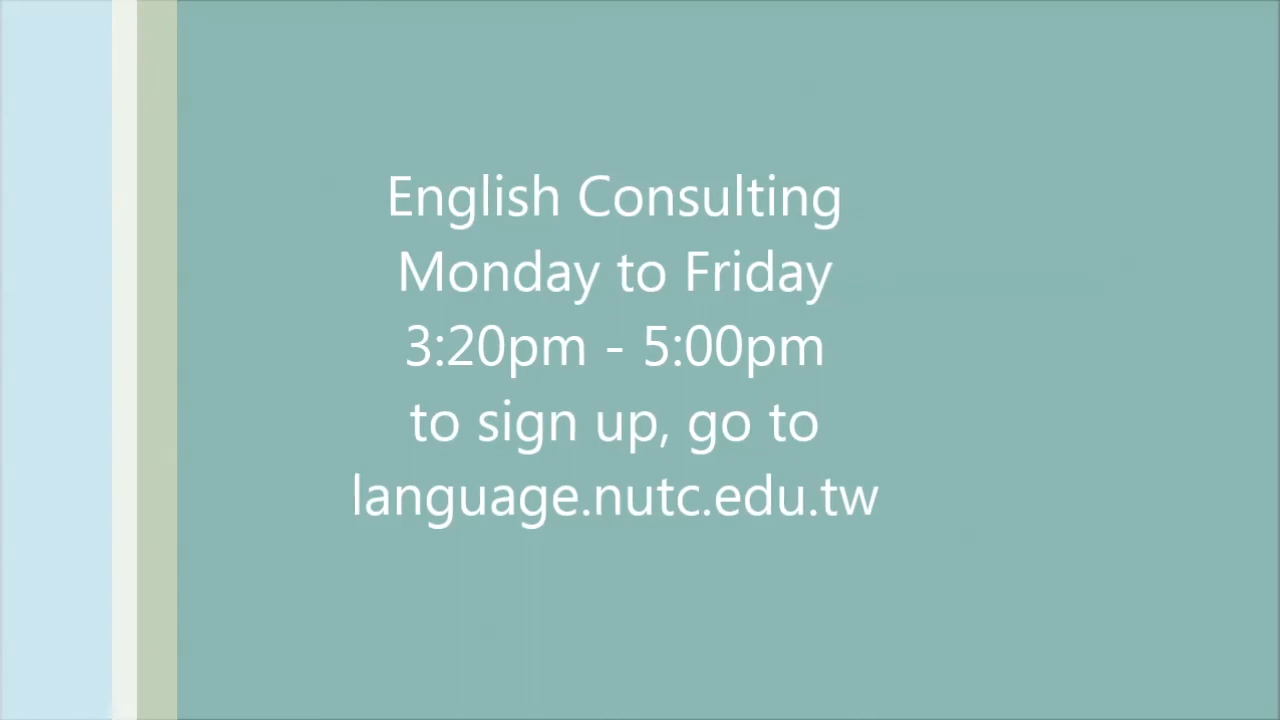 English Consulting
Monday to Friday
3:20pm - 5:00pm
to sign up, go to
language.nutc.edu.tw